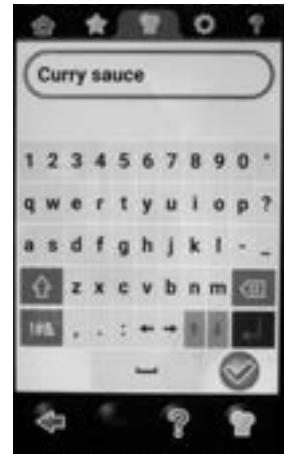 Curry sauce
1 2 3 4 5 6 7 8 9 0
q w e r t y u i o p ?
a s d f g h j k l - _
z x c v b n m
!#& , . : ← →
?